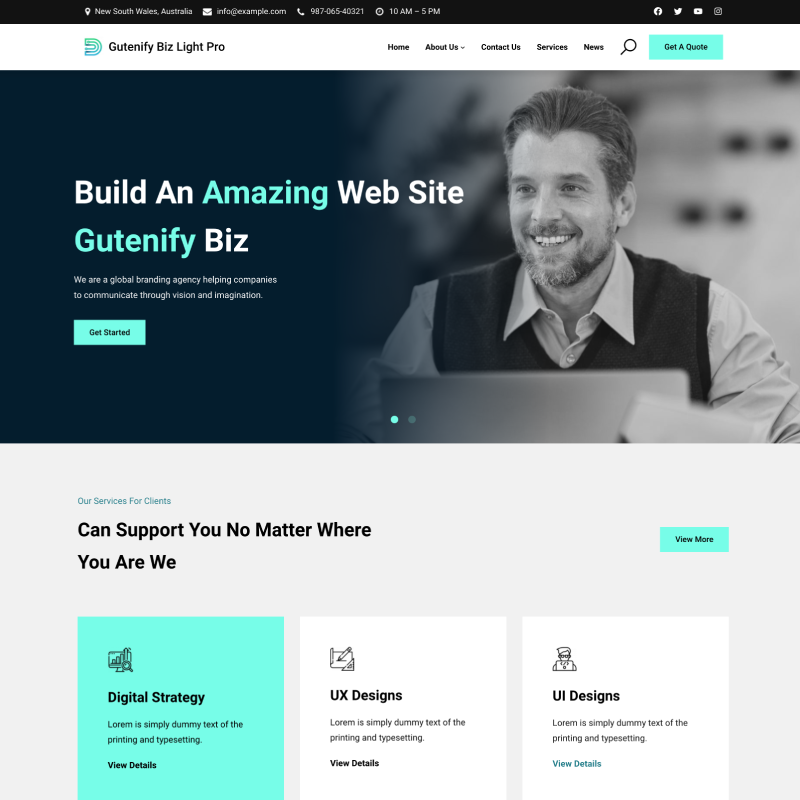 New South Wales, Australia info@example.com 987-065-40321 10 AM – 5 PM
Gutenify Biz Light Pro Home About Us Contact Us Services News Get A Quote
Build An Amazing Web Site
Gutenify Biz
We are a global branding agency helping companies
to communicate through vision and imagination.
Get Started
Our Services For Clients
Can Support You No Matter Where
You Are We
View More
Digital Strategy
Lorem is simply dummy text of the
printing and typesetting.
View Details
UX Designs
Lorem is simply dummy text of the
printing and typesetting.
View Details
UI Designs
Lorem is simply dummy text of the
printing and typesetting.
View Details